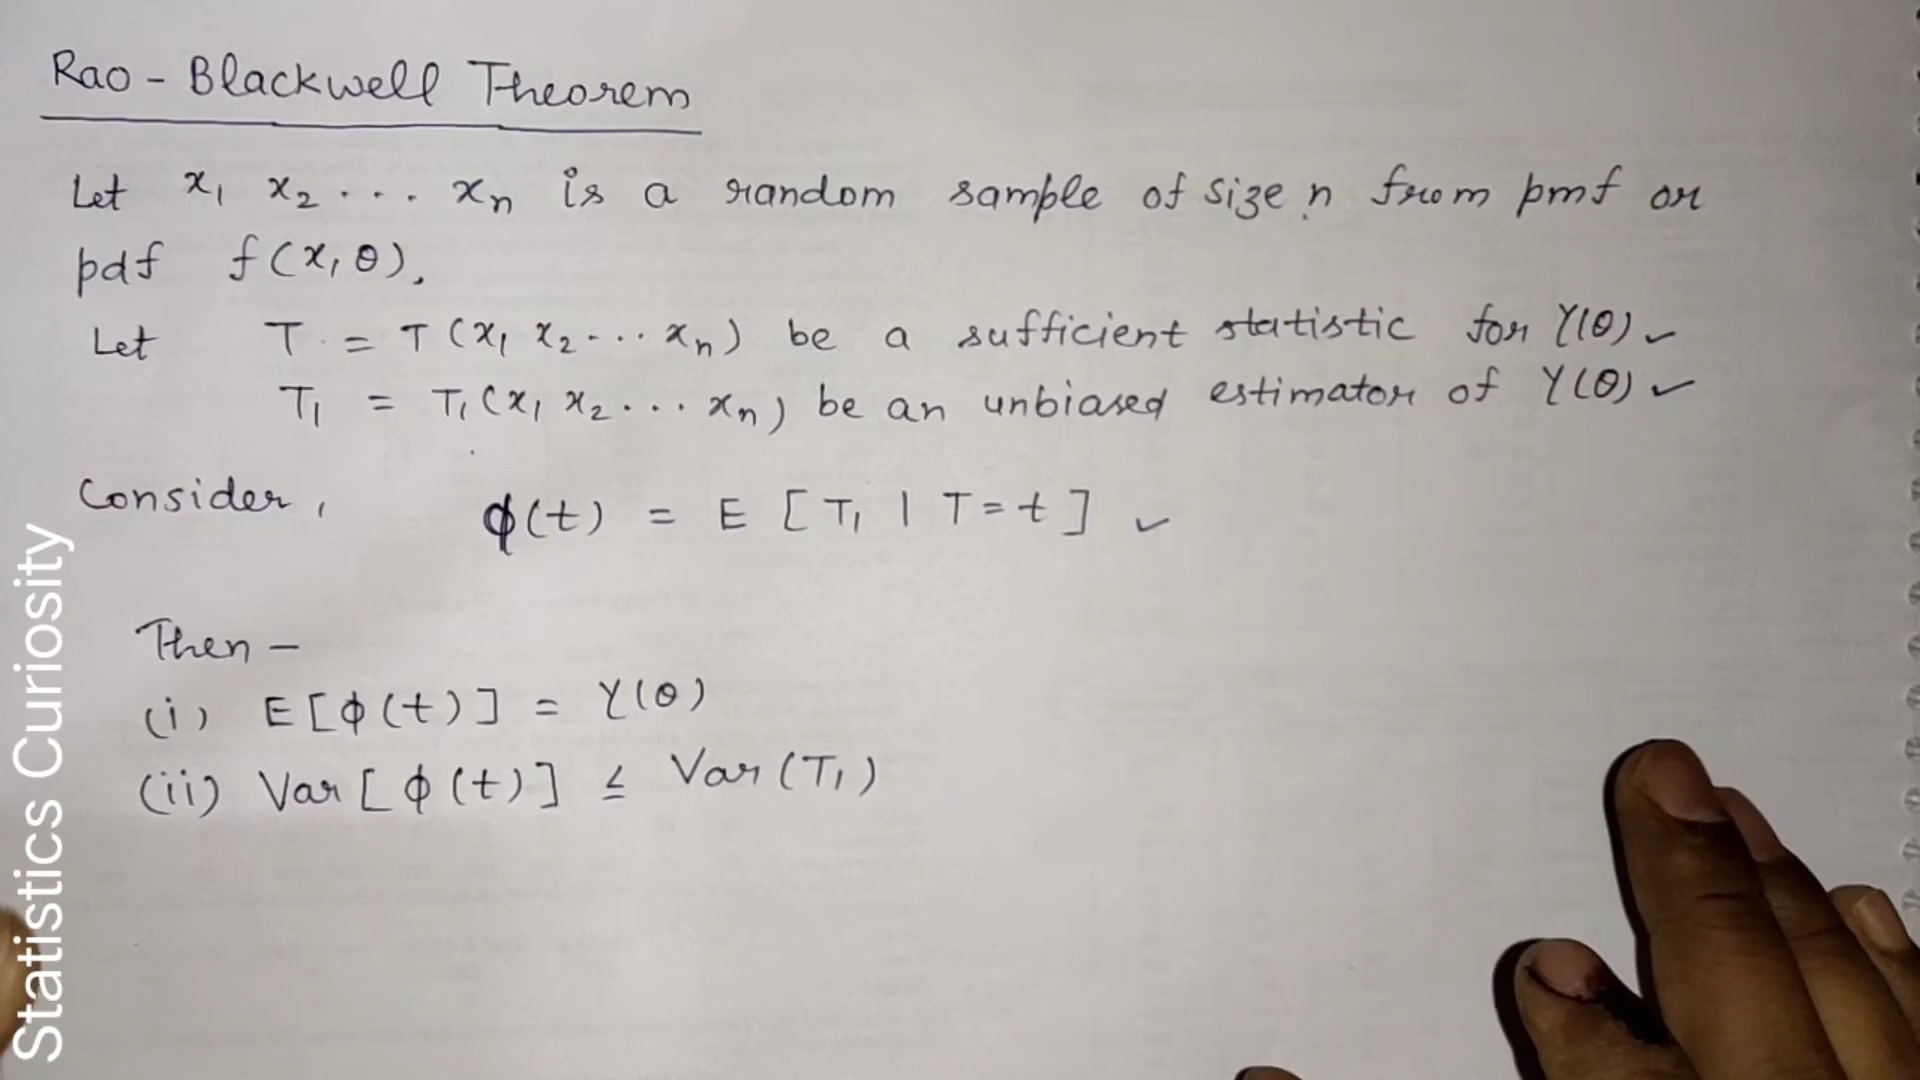 Rao - Blackwell Theorem
Let x₁ x₂ ... xₙ is a random sample of size n from pmf or
pdf f(x, θ).
Let T = T(x₁ x₂ ... xₙ) be a sufficient statistic for Υ(θ) ✓
T₁ = T₁(x₁ x₂ ... xₙ) be an unbiased estimator of Υ(θ) ✓
Consider, ϕ(t) = E [T₁ | T = t] ✓
Then -
(i) E[ϕ(t)] = Υ(θ)
(ii) Var[ϕ(t)] ≤ Var(T₁)
Statistics Curiosity